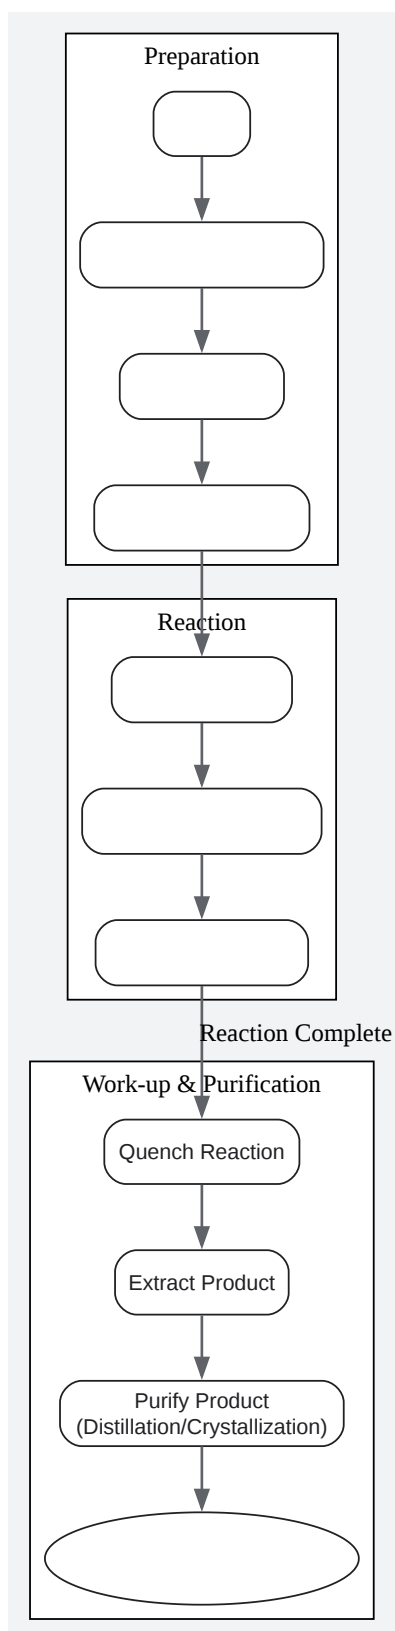 Preparation
Reaction
Reaction Complete
Work-up & Purification
Quench Reaction
Extract Product
Purify Product
(Distillation/Crystallization)